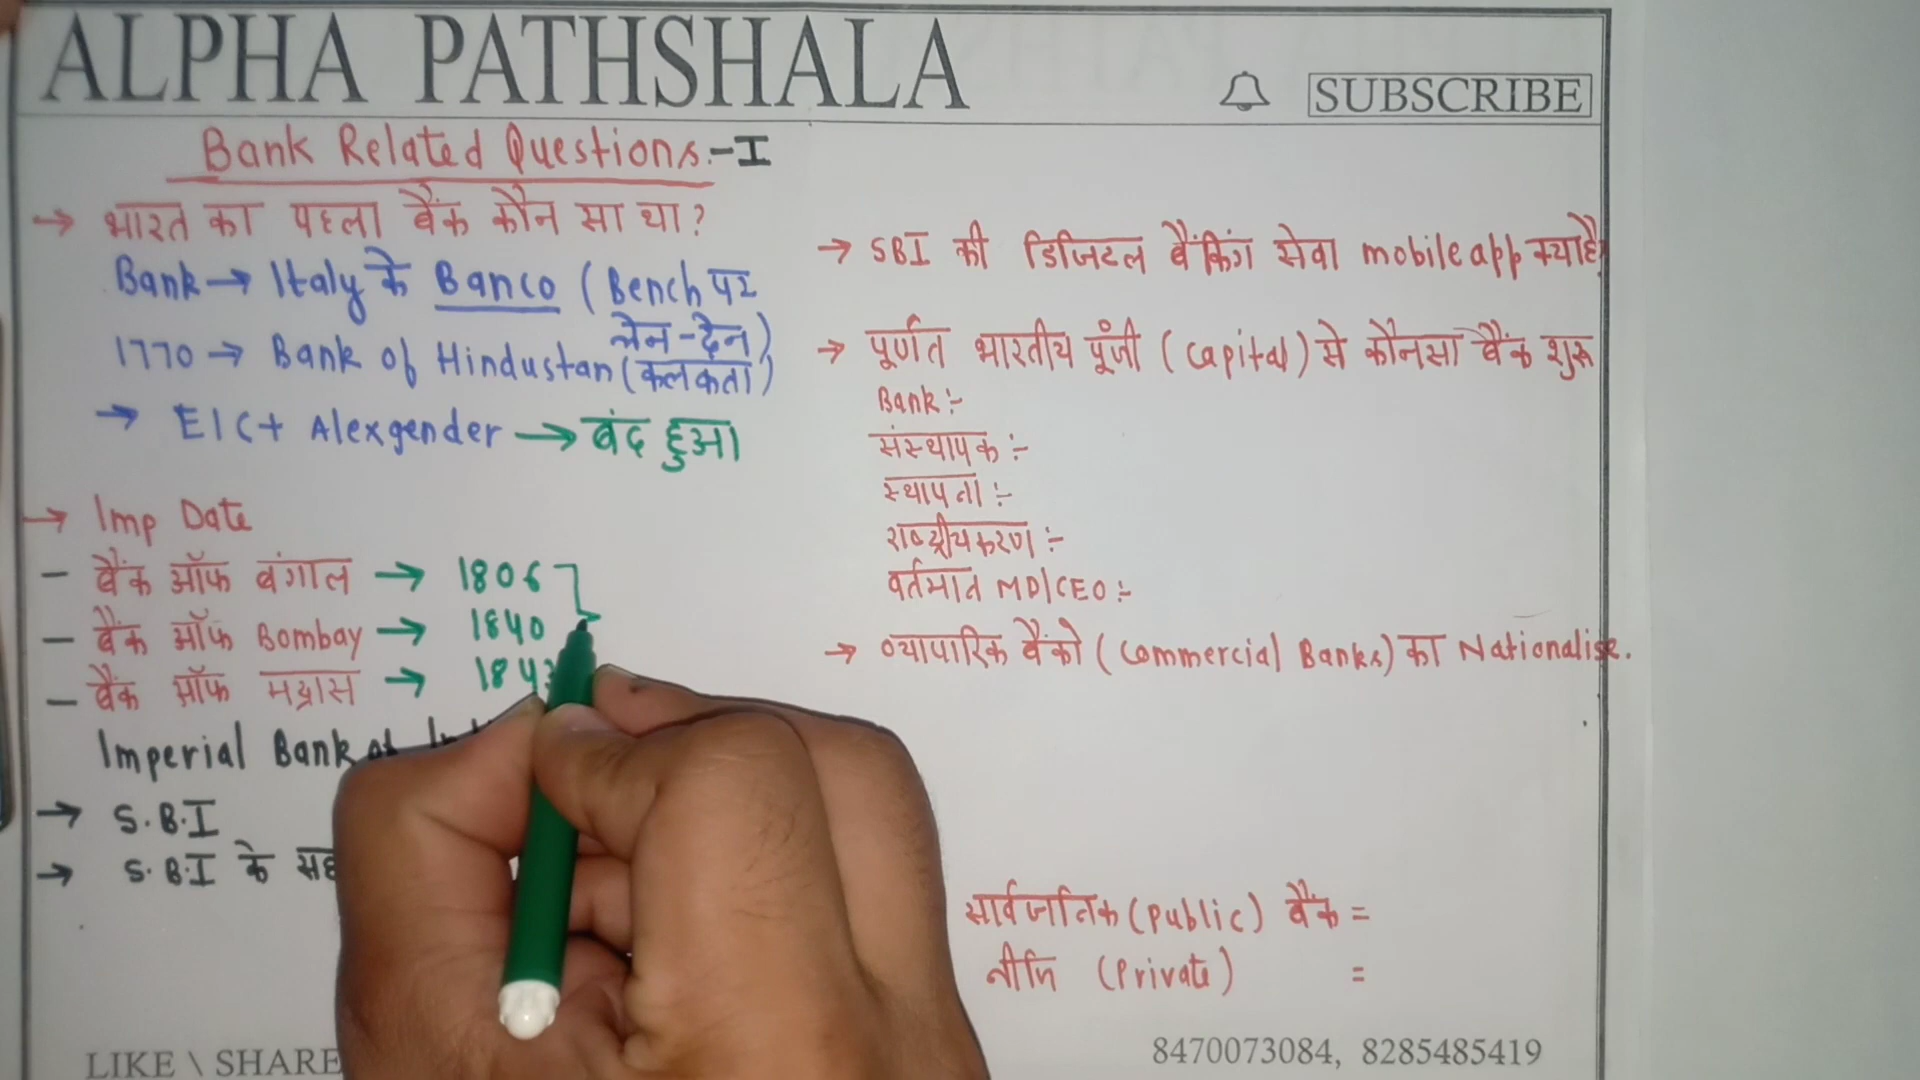 ALPHA PATHSHALA
SUBSCRIBE
Bank Related Questions.-I
→ भारत का पहला बैंक कौन सा था?
Bank → Italy के Banco (Bench पर
लेन-देन)
1770 → Bank of Hindustan (कलकता)
→ EIC+ Alexgender → बंद हुआ
→ Imp Date
- बैंक ऑफ बंगाल → 1806
- बैंक ऑफ Bombay → 1840
- बैंक ऑफ मद्रास → 184
Imperial Bank of
→ S.B.I
→ S.B.I के
→ SBI की डिजिटल बैंकिंग सेवा mobile app क्या है?
→ पूर्णत भारतीय पूंजी (Capital) से कौनसा बैंक शुरू
Bank :-
संस्थापक :-
स्थापना :-
राष्ट्रीयकरण :-
वर्तमान MD/CEO :-
→ व्यापारिक बैंको (Commercial Banks) का Nationalise.
सार्वजनिक (Public) बैंक =
नीजि (Private) =
LIKE \ SHARE
8470073084, 8285485419